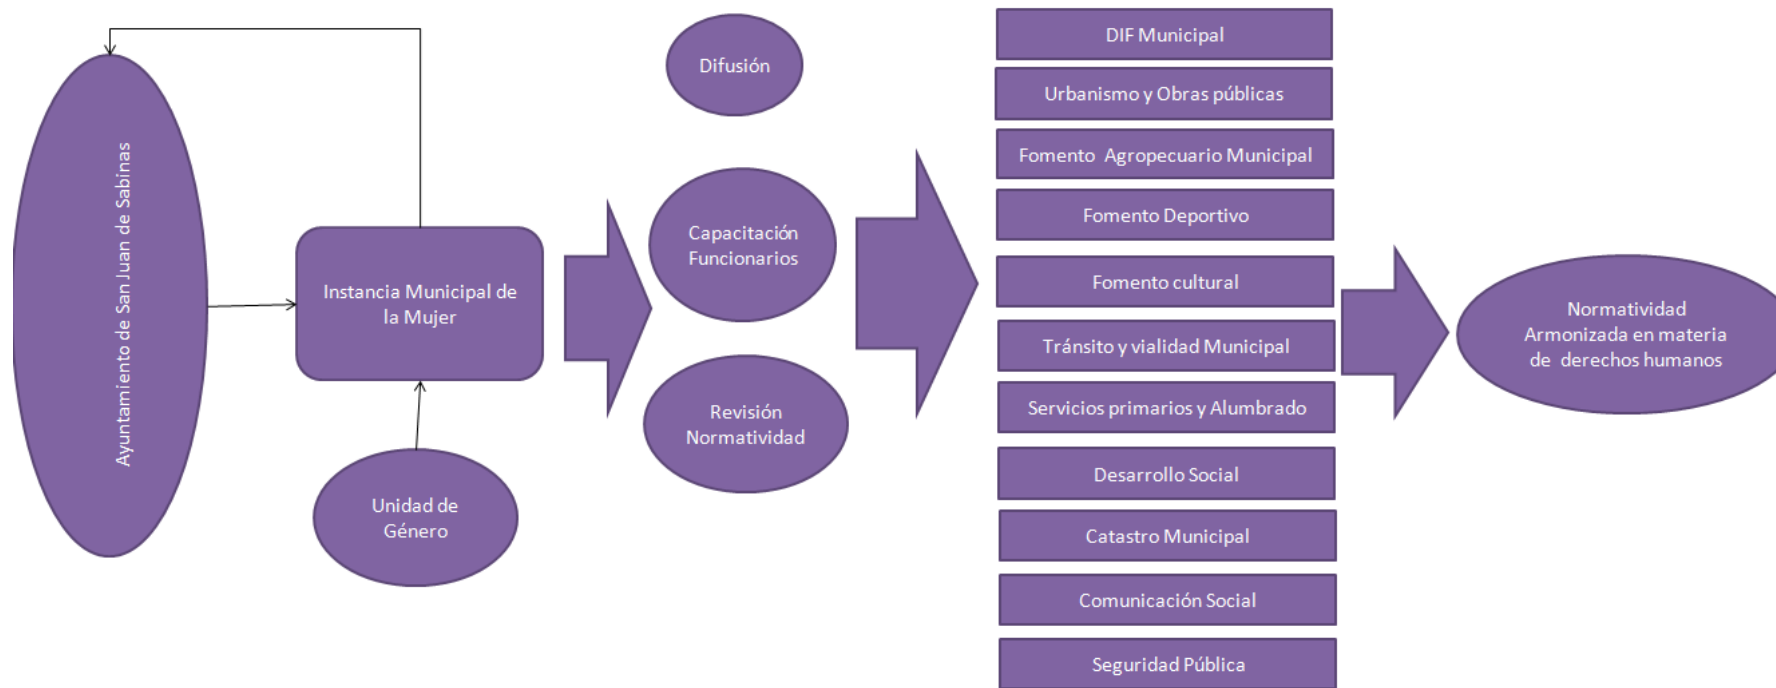 Ayuntamiento de San Juan de Sabinas
Instancia Municipal de
la Mujer
Unidad de
Género
Difusión
Capacitación
Funcionarios
Revisión
Normatividad
DIF Municipal
Urbanismo y Obras públicas
Fomento Agropecuario Municipal
Fomento Deportivo
Fomento cultural
Tránsito y vialidad Municipal
Servicios primarios y Alumbrado
Desarrollo Social
Catastro Municipal
Comunicación Social
Seguridad Pública
Normatividad
Armonizada en materia
de derechos humanos